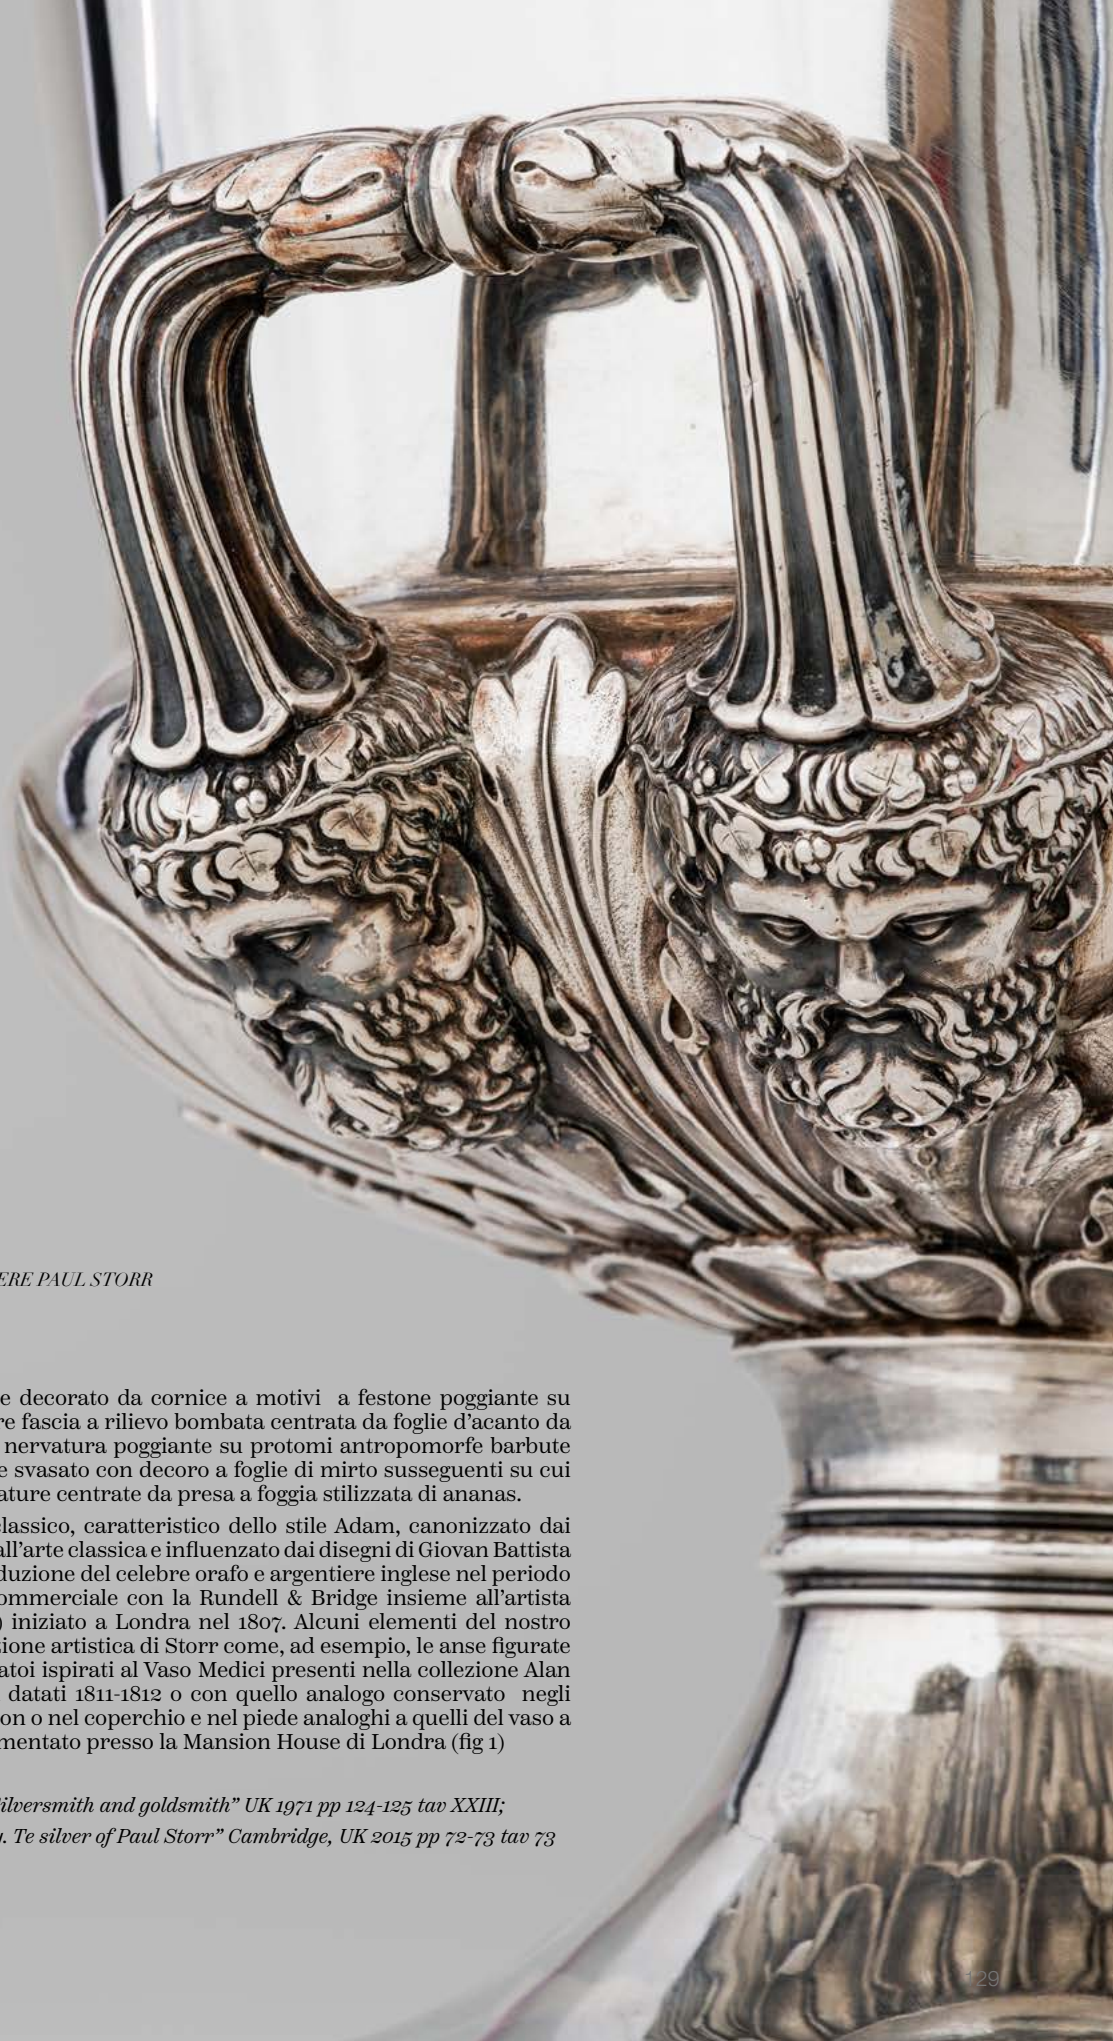 ERE PAUL STORR
e decorato da cornice a motivi a festone poggiante su
re fascia a rilievo bombata centrata da foglie d’acanto da
nervatura poggiante su protomi antropomorfe barbute
e svasato con decoro a foglie di mirto susseguenti su cui
ature centrate da presa a foggia stilizzata di ananas.
classico, caratteristico dello stile Adam, canonizzato dai
all’arte classica e influenzato dai disegni di Giovan Battista
duzione del celebre orafo e argentiere inglese nel periodo
ommerciale con la Rundell & Bridge insieme all’artista
) iniziato a Londra nel 1807. Alcuni elementi del nostro
zione artistica di Storr come, ad esempio, le anse figurate
atoi ispirati al Vaso Medici presenti nella collezione Alan
datati 1811-1812 o con quello analogo conservato negli
on o nel coperchio e nel piede analoghi a quelli del vaso a
mentato presso la Mansion House di Londra (fig 1)
ilversmith and goldsmith” UK 1971 pp 124-125 tav XXIII;
y. Te silver of Paul Storr” Cambridge, UK 2015 pp 72-73 tav 73
129